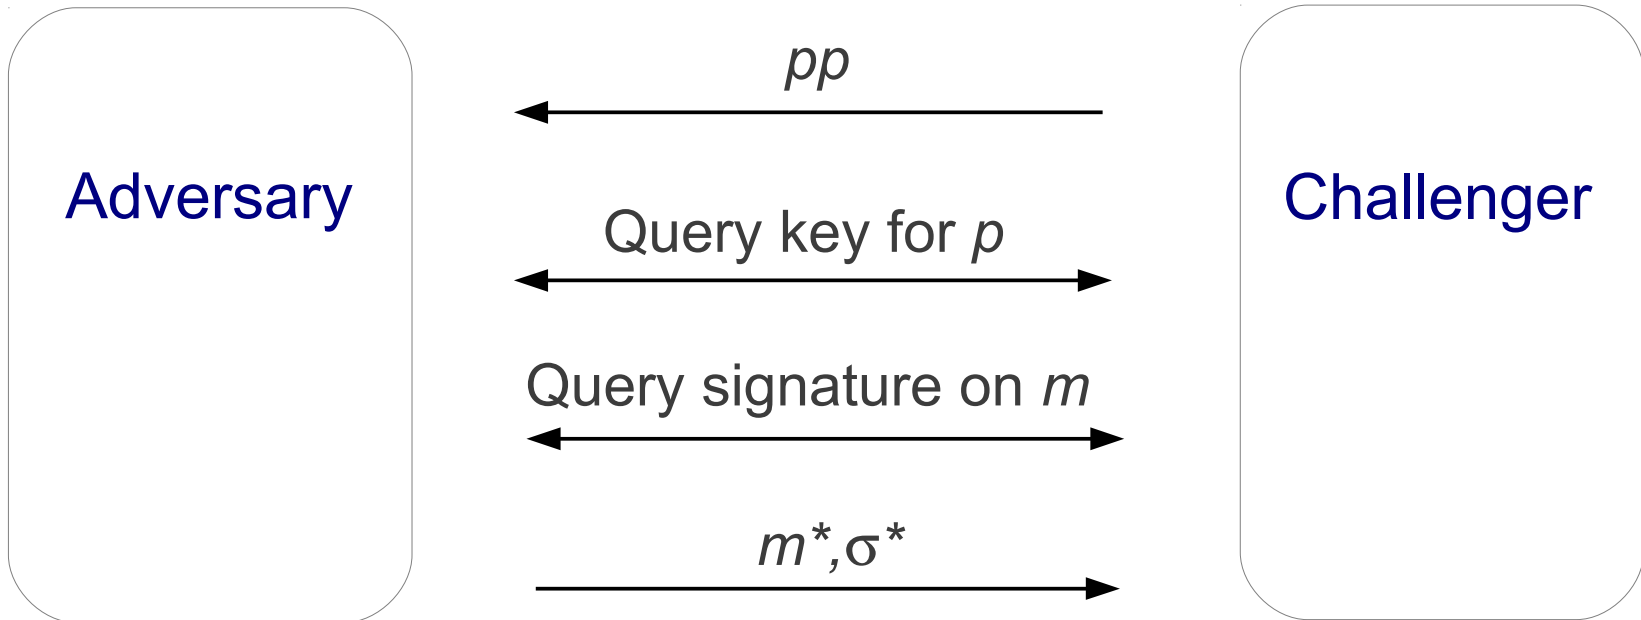 pp
Adversary
Challenger
Query key for p
Query signature on m
m*,σ*